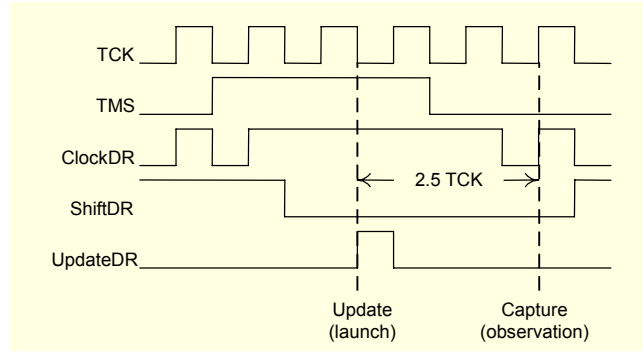 TCK
TMS
ClockDR
2.5 TCK
ShiftDR
UpdateDR
Update
(launch)
Capture
(observation)